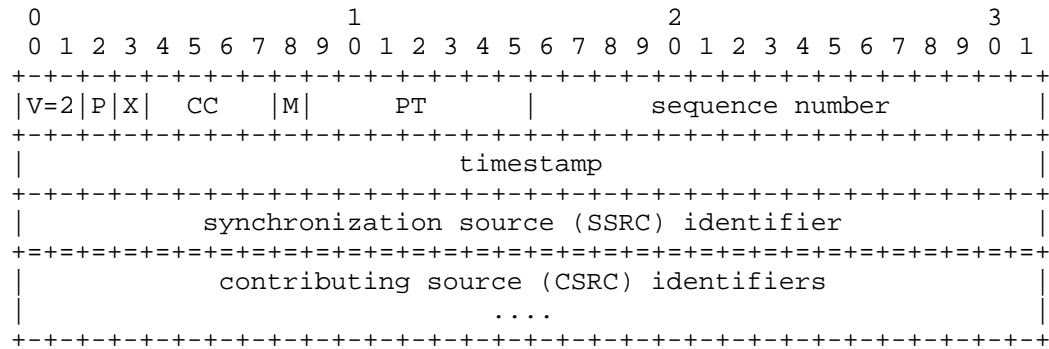 0                   1                   2                   3
 0 1 2 3 4 5 6 7 8 9 0 1 2 3 4 5 6 7 8 9 0 1 2 3 4 5 6 7 8 9 0 1
+-+-+-+-+-+-+-+-+-+-+-+-+-+-+-+-+-+-+-+-+-+-+-+-+-+-+-+-+-+-+-+-+
|V=2|P|X|  CC   |M|     PT      |       sequence number         |
+-+-+-+-+-+-+-+-+-+-+-+-+-+-+-+-+-+-+-+-+-+-+-+-+-+-+-+-+-+-+-+-+
|                           timestamp                           |
+-+-+-+-+-+-+-+-+-+-+-+-+-+-+-+-+-+-+-+-+-+-+-+-+-+-+-+-+-+-+-+-+
|           synchronization source (SSRC) identifier            |
+=+=+=+=+=+=+=+=+=+=+=+=+=+=+=+=+=+=+=+=+=+=+=+=+=+=+=+=+=+=+=+=+
|            contributing source (CSRC) identifiers             |
|                             ....                              |
+-+-+-+-+-+-+-+-+-+-+-+-+-+-+-+-+-+-+-+-+-+-+-+-+-+-+-+-+-+-+-+-+